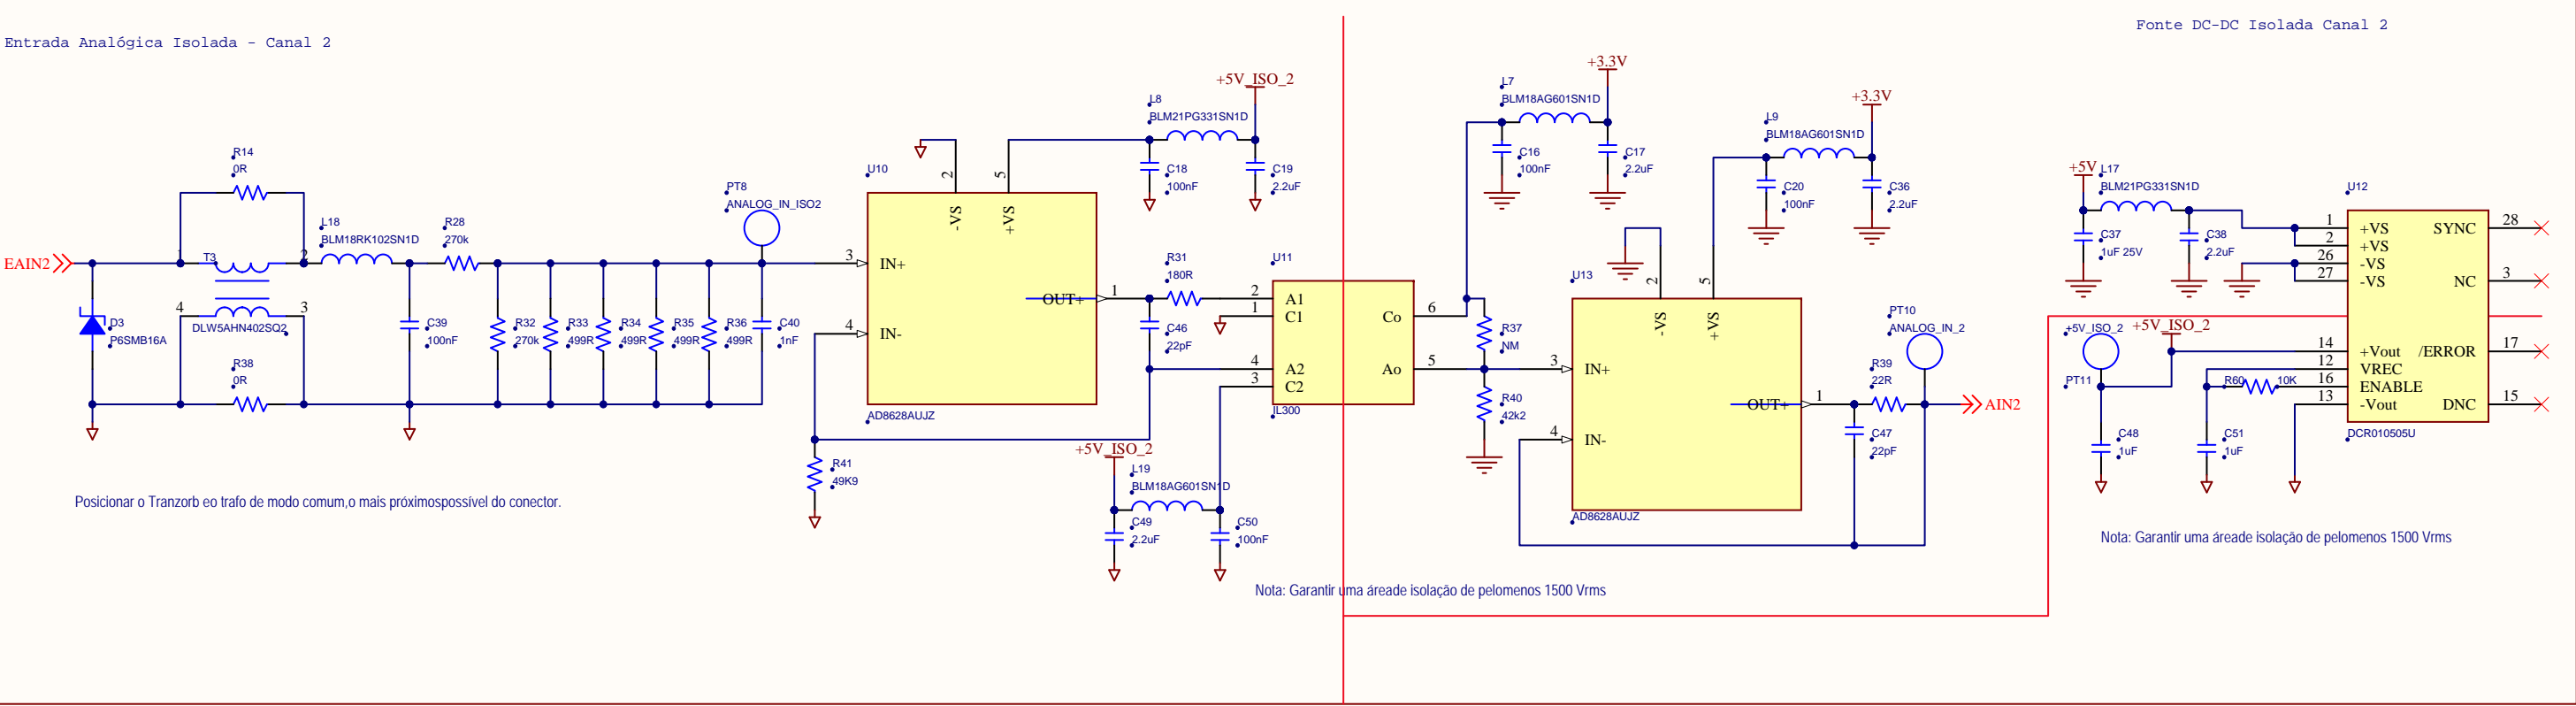 Entrada Analógica Isolada - Canal 2
Fonte DC-DC Isolada Canal 2
EAIN2
D3
P6SMB16A
R14
0R
1
T3
2
4
3
DLW5AHN402SQ2
R38
0R
L18
BLM18RK102SN1D
C39
100nF
R28
270k
R32
270k
R33
499R
R34
499R
R35
499R
R36
499R
C40
1nF
PT8
ANALOG_IN_ISO2
U10
2
5
-VS
+VS
3
IN+
4
IN-
OUT+
1
AD8628AUJZ
R41
49K9
L8
BLM21PG331SN1D
+5V_ISO_2
C18
100nF
C19
2.2uF
R31
180R
C46
22pF
U11
2
A1
1
C1
4
A2
3
C2
Co
6
Ao
5
IL300
+5V_ISO_2
L19
BLM18AG601SN1D
C49
2.2uF
C50
100nF
L7
BLM18AG601SN1D
+3.3V
C16
100nF
C17
2.2uF
R37
NM
R40
42k2
L9
BLM18AG601SN1D
+3.3V
C20
100nF
C36
2.2uF
U13
2
5
-VS
+VS
3
IN+
4
IN-
OUT+
1
AD8628AUJZ
PT10
ANALOG_IN_2
R39
22R
C47
22pF
AIN2
+5V
L17
BLM21PG331SN1D
C37
1uF 25V
C38
2.2uF
U12
1
+VS
2
+VS
26
-VS
27
-VS
SYNC
28
NC
3
14
+Vout
12
VREC
16
ENABLE
13
-Vout
/ERROR
17
DNC
15
DCR010505U
+5V_ISO_2
+5V_ISO_2
PT11
R60
10K
C48
1uF
C51
1uF
Posicionar o Tranzorb eo trafo de modo comum,o mais próximospossível do conector.
Nota: Garantir uma áreade isolação de pelomenos 1500 Vrms
Nota: Garantir uma áreade isolação de pelomenos 1500 Vrms